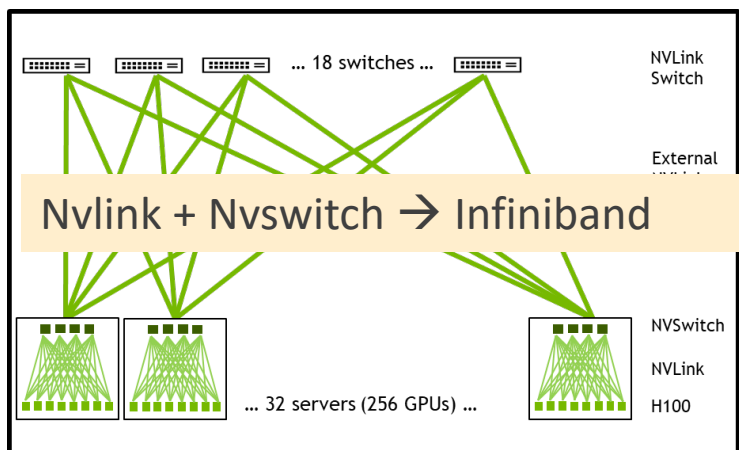 ... 18 switches ...
NVLink
Switch
External
Nvlink + Nvswitch → Infiniband
NVSwitch
NVLink
... 32 servers (256 GPUs) ...
H100